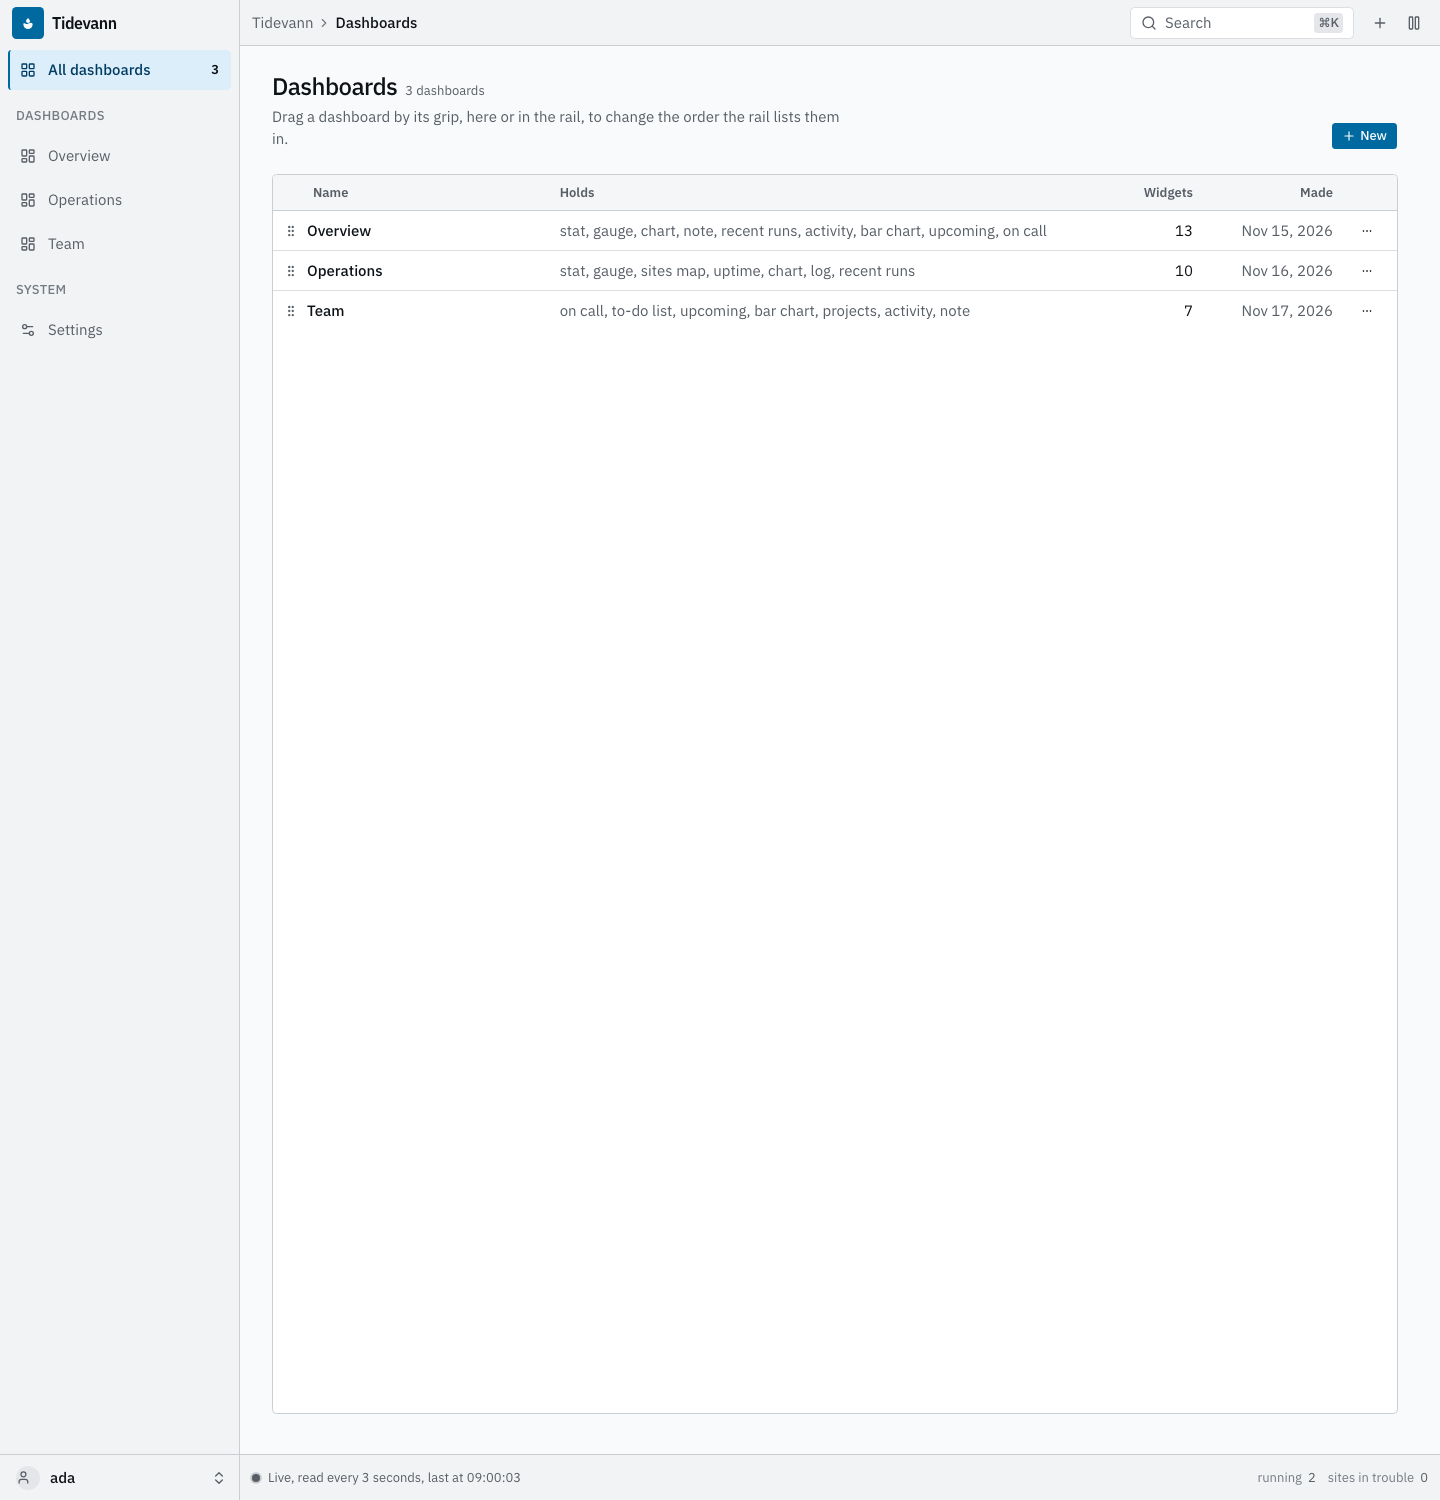 Tidevann
All dashboards 3
DASHBOARDS
Overview
Operations
Team
SYSTEM
Settings
ada
Tidevann > Dashboards
Search ⌘K
Dashboards 3 dashboards
Drag a dashboard by its grip, here or in the rail, to change the order the rail lists them
in.
+ New
Name Holds Widgets Made
Overview stat, gauge, chart, note, recent runs, activity, bar chart, upcoming, on call 13 Nov 15, 2026 ...
Operations stat, gauge, sites map, uptime, chart, log, recent runs 10 Nov 16, 2026 ...
Team on call, to-do list, upcoming, bar chart, projects, activity, note 7 Nov 17, 2026 ...
Live, read every 3 seconds, last at 09:00:03
running 2 sites in trouble 0